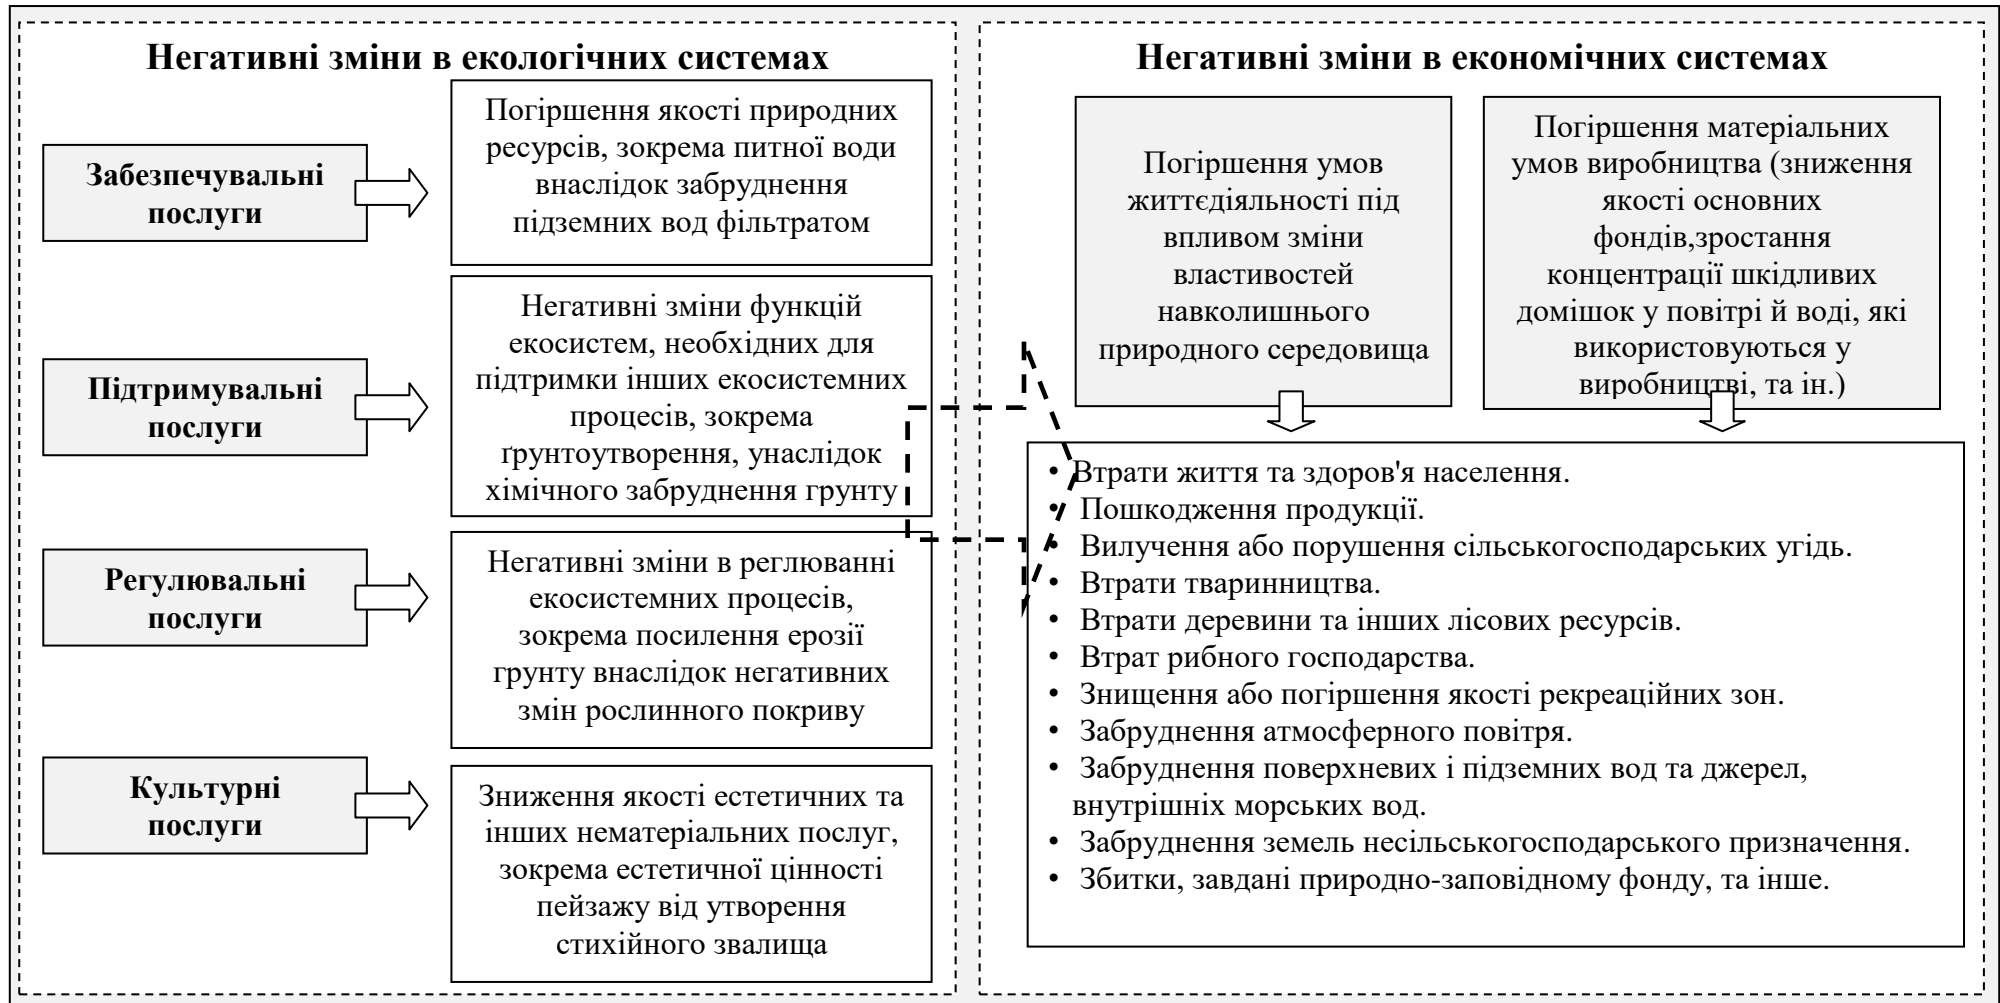 Негативні зміни в екологічних системах
Забезпечувальні
послуги
Погіршення якості природних
ресурсів, зокрема питної води
внаслідок забруднення
підземних вод фільтратом
Підтримувальні
послуги
Негативні зміни функцій
екосистем, необхідних для
підтримки інших екосистемних
процесів, зокрема
ґрунтоутворення, унаслідок
хімічного забруднення грунту
Регулювальні
послуги
Негативні зміни в реглюванні
екосистемних процесів,
зокрема посилення ерозії
грунту внаслідок негативних
змін рослинного покриву
Культурні
послуги
Зниження якості естетичних та
інших нематеріальних послуг,
зокрема естетичної цінності
пейзажу від утворення
стихійного звалища
Негативні зміни в економічних системах
Погіршення умов
життєдіяльності під
впливом зміни
властивостей
навколишнього
природного середовища
Погіршення матеріальних
умов виробництва (зниження
якості основних
фондів,зростання
концентрації шкідливих
домішок у повітрі й воді, які
використовуються у
виробництві, та ін.)
• Втрати життя та здоров'я населення.
• Пошкодження продукції.
• Вилучення або порушення сільськогосподарських угідь.
• Втрати тваринництва.
• Втрати деревини та інших лісових ресурсів.
• Втрат рибного господарства.
• Знищення або погіршення якості рекреаційних зон.
• Забруднення атмосферного повітря.
• Забруднення поверхневих і підземних вод та джерел,
внутрішніх морських вод.
• Забруднення земель несільськогосподарського призначення.
• Збитки, завдані природно-заповідному фонду, та інше.